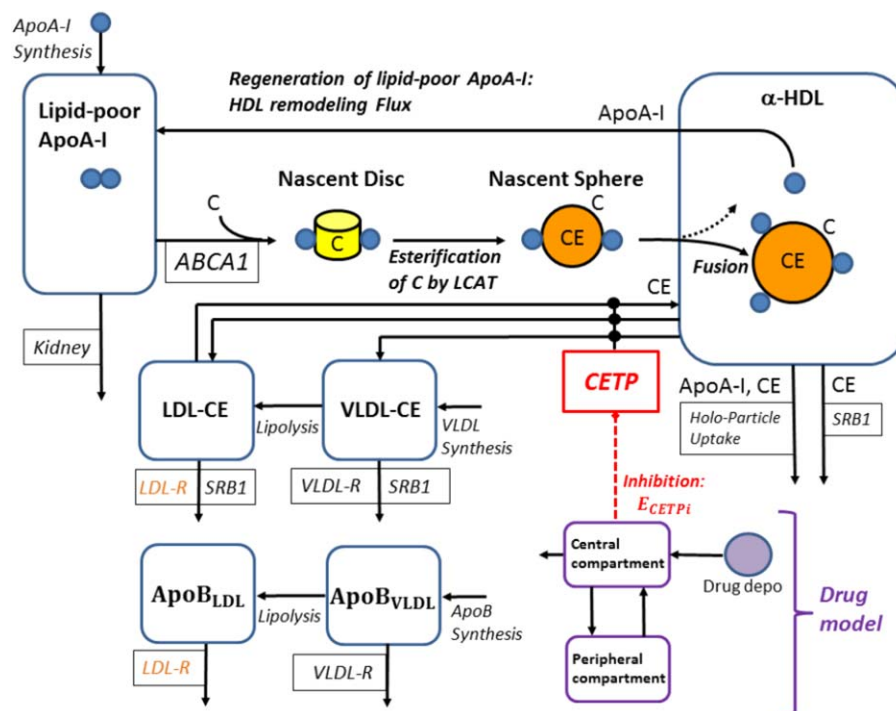 ApoA-I
Synthesis
Lipid-poor
ApoA-I
Regeneration of lipid-poor ApoA-I:
HDL remodeling Flux
ApoA-I
α-HDL
C
ABCA1
Nascent Disc
C
Esterification
of C by LCAT
Nascent Sphere
C
CE
Fusion
C
CE
Kidney
CE
CETP
LDL-CE
Lipolysis
VLDL-CE
VLDL
Synthesis
LDL-R
SRB1
VLDL-R
SRB1
ApoA-I, CE
Holo-Particle
Uptake
CE
SRB1
Inhibition:
E_CETPi
ApoB_LDL
Lipolysis
ApoB_VLDL
ApoB
Synthesis
LDL-R
VLDL-R
Central
compartment
Drug depo
Peripheral
compartment
Drug
model